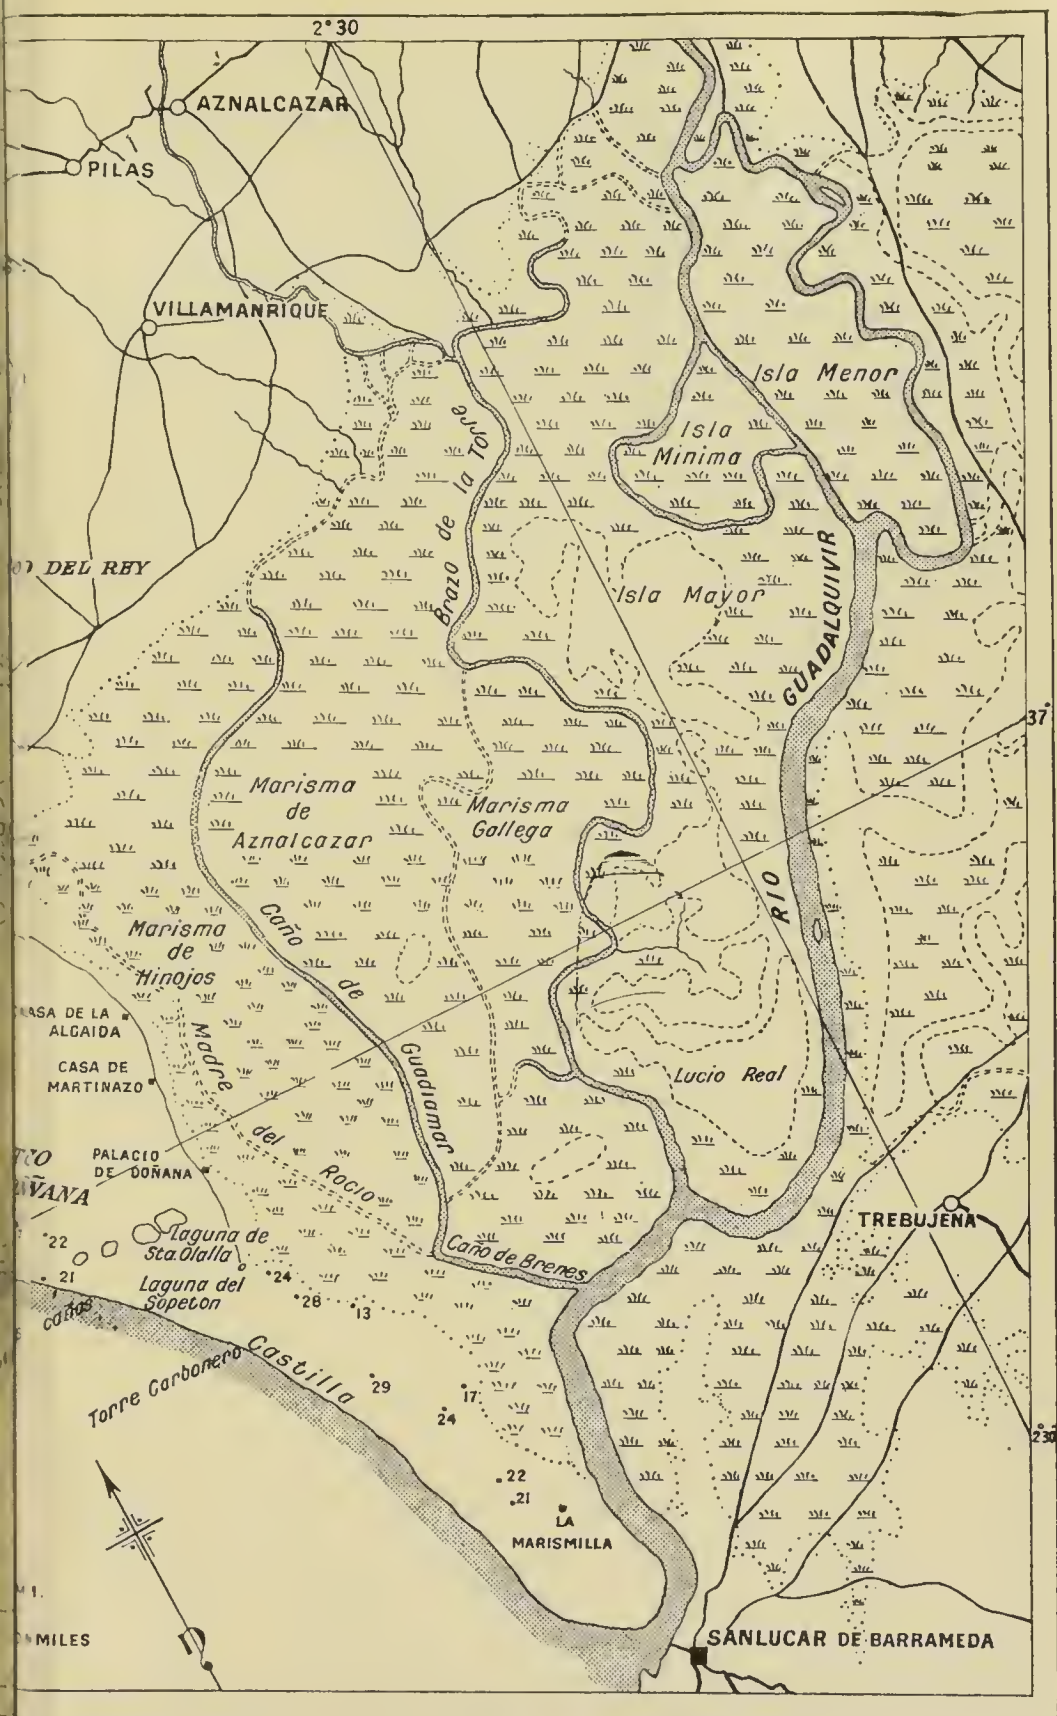 2°30
AZNALCAZAR
PILAS
VILLAMANRIQUE
Isla Menor
Isla
Minima
Brazo de la Torre
DEL REY
Isla Mayor
RIO GUADALQUIVIR
37°
Marisma
de
Aznalcazar
Marisma
Gallega
Marisma
de
Hinojos
Caño de Guadiamar
CASA DE LA
ALGAIDA
CASA DE
MARTINAZO
Madre del Rocio
Lucio Real
PALACIO
DE DOÑANA
TREBUJENA
22
Laguna de
Sta. Olalla
Caño de Brenes
21
Laguna del
Sopeton
24
28
13
Torre Carbonero
Castilla
29
17
24
2°30
22
21
LA
MARISMILLA
MILES
SANLUCAR DE BARRAMEDA